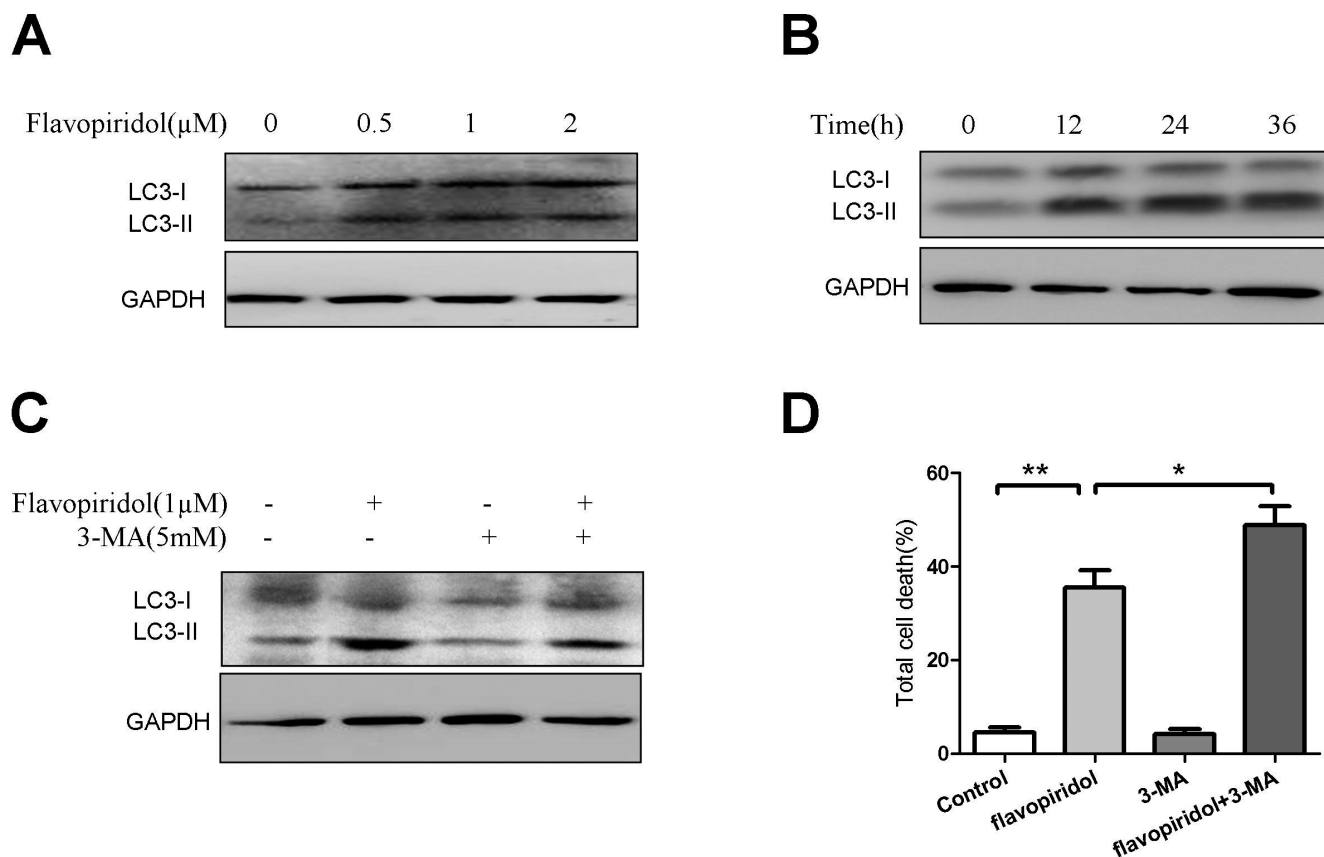 A
Flavopiridol(µM) 0 0.5 1 2
LC3-I
LC3-II
GAPDH
B
Time(h) 0 12 24 36
LC3-I
LC3-II
GAPDH
C
Flavopiridol(1µM) - + - +
3-MA(5mM) - - + +
LC3-I
LC3-II
GAPDH
D
Total cell death(%)
60
40
20
0
** *
Control
flavopiridol
3-MA
flavopiridol+3-MA